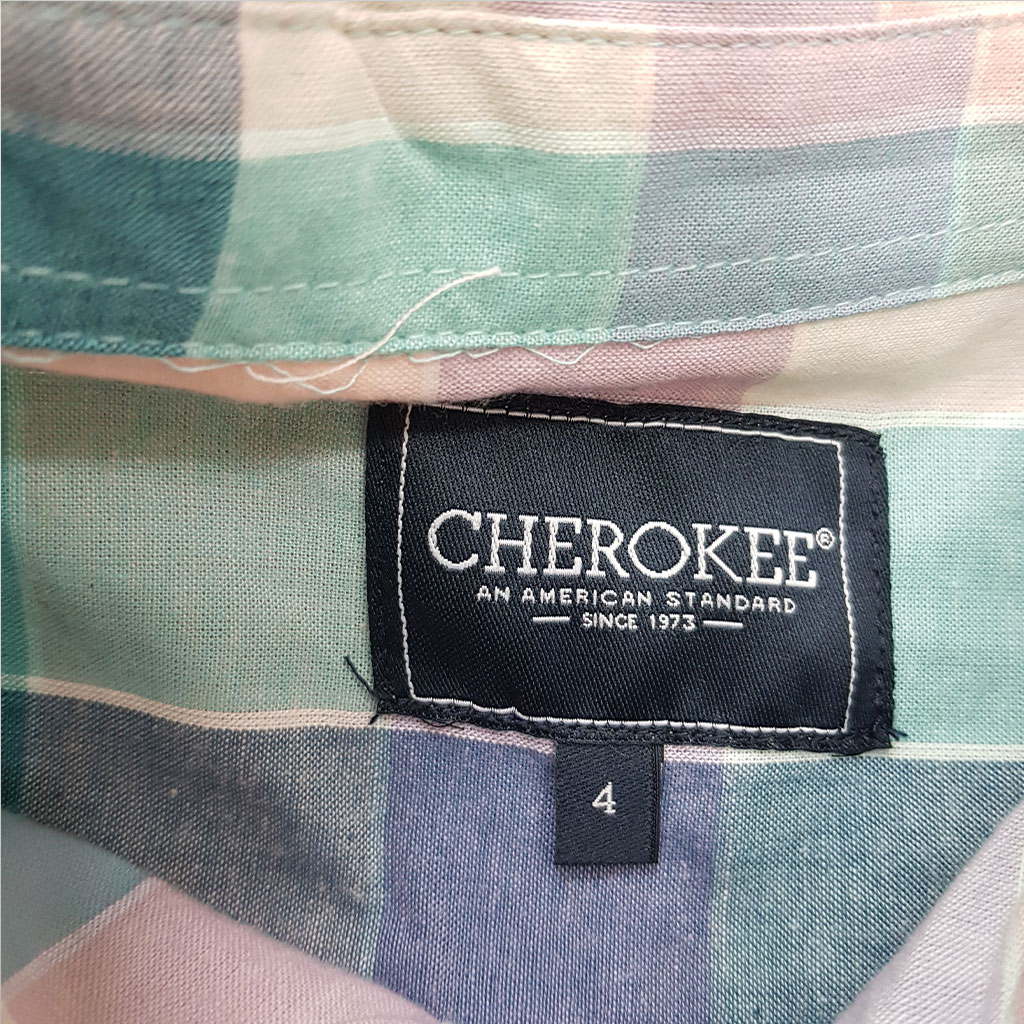 CHEROKEE®
AN AMERICAN STANDARD
SINCE 1973
4